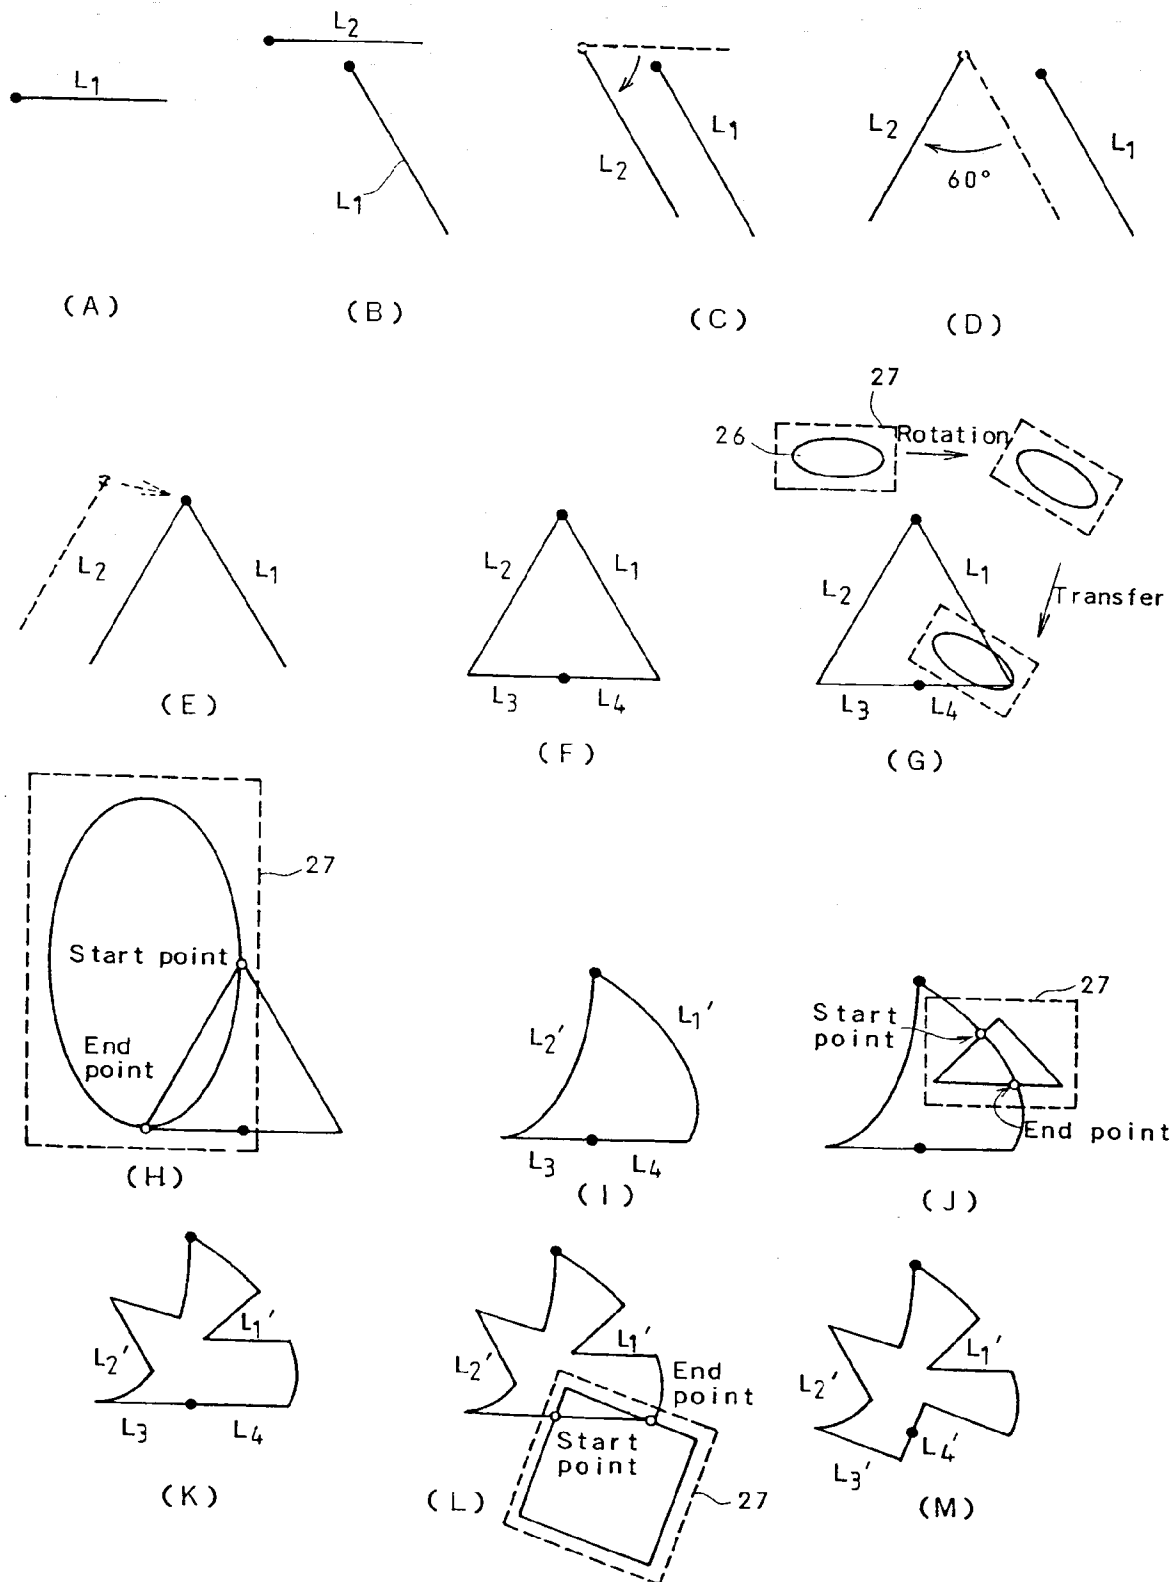 L1
(A)
L2
L1
(B)
L1
L2
(C)
L2
60°
L1
(D)
L2
L1
(E)
L2
L1
L3
L4
(F)
27
26
Rotation
L1
L2
Transfer
L3
L4
(G)
27
Start point
End
point
(H)
L2'
L1'
L3
L4
(I)
27
Start
point
End point
(J)
L1'
L2'
L3
L4
(K)
L1'
L2'
End
point
Start
point
27
(L)
L1'
L2'
L4'
L3'
(M)